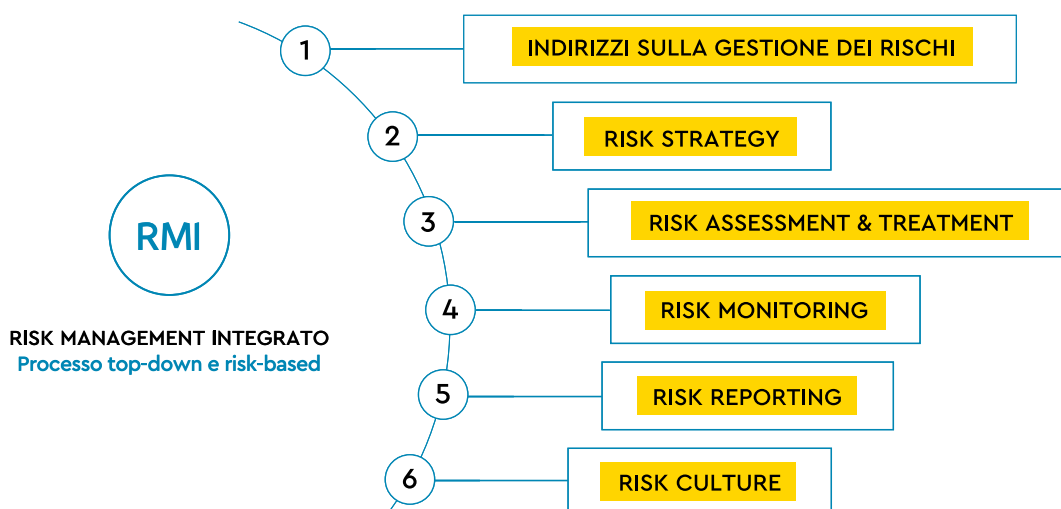 1
INDIRIZZI SULLA GESTIONE DEI RISCHI
2
RISK STRATEGY
3
RISK ASSESSMENT & TREATMENT
RMI
4
RISK MONITORING
RISK MANAGEMENT INTEGRATO
Processo top-down e risk-based
5
RISK REPORTING
6
RISK CULTURE